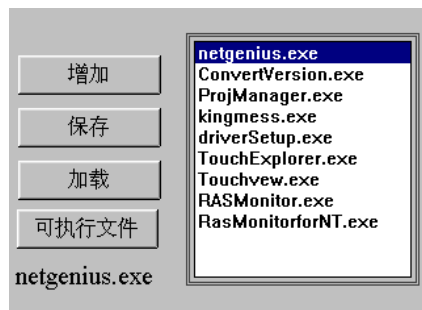 增加
保存
加载
可执行文件
netgenius.exe
netgenius.exe
ConvertVersion.exe
ProjManager.exe
kingmess.exe
driverSetup.exe
TouchExplorer.exe
Touchvew.exe
RASMonitor.exe
RasMonitorforNT.exe